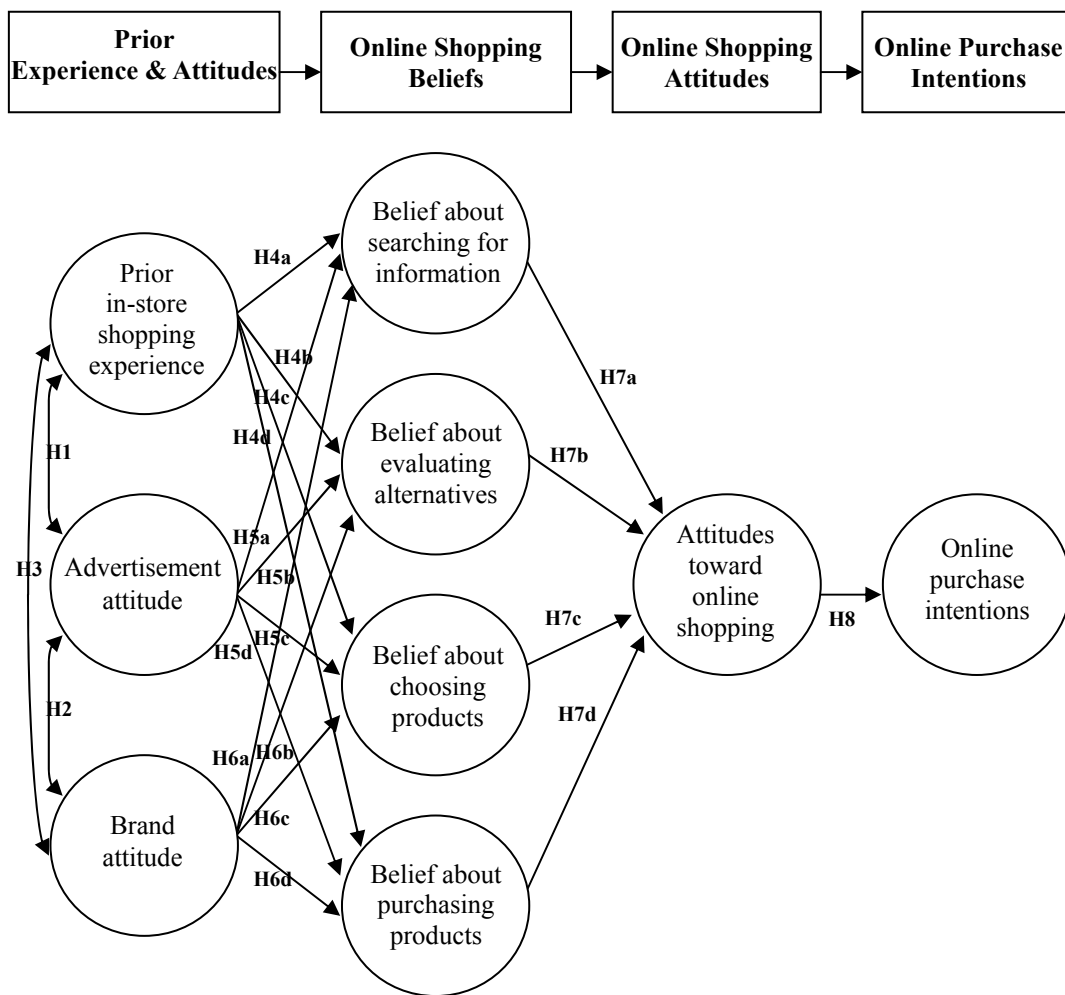 Prior
Experience & Attitudes
Online Shopping
Beliefs
Online Shopping
Attitudes
Online Purchase
Intentions
Prior
in-store
shopping
experience
Advertisement
attitude
Brand
attitude
H1
H2
H3
H4a
H4b
H4c
H4d
H5a
H5b
H5c
H5d
H6a
H6b
H6c
H6d
Belief about
searching for
information
Belief about
evaluating
alternatives
Belief about
choosing
products
Belief about
purchasing
products
H7a
H7b
H7c
H7d
Attitudes
toward
online
shopping
H8
Online
purchase
intentions